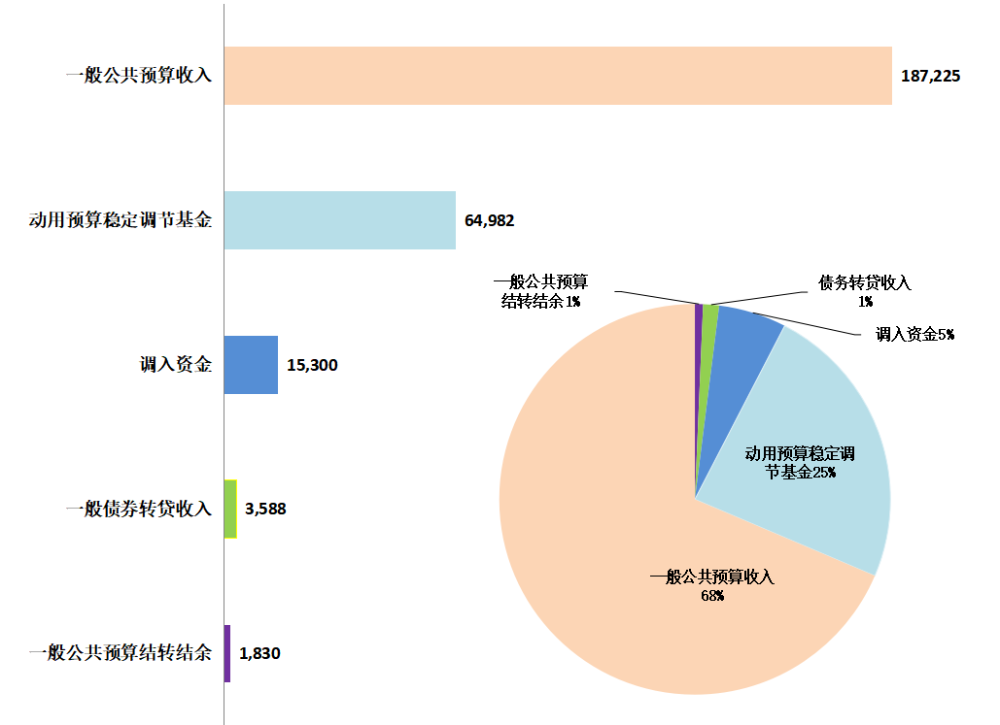 一般公共预算收入
187,225
动用预算稳定调节基金
64,982
调入资金
15,300
一般债券转贷收入
3,588
一般公共预算结转结余
1,830
一般公共预算
结转结余1%
债务转贷收入
1%
调入资金5%
动用预算稳定调
节基金25%
一般公共预算收入
68%